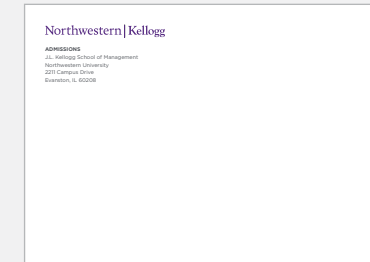 Northwestern | Kellogg
ADMISSIONS
J.L. Kellogg School of Management
Northwestern University
2211 Campus Drive
Evanston, IL 60208